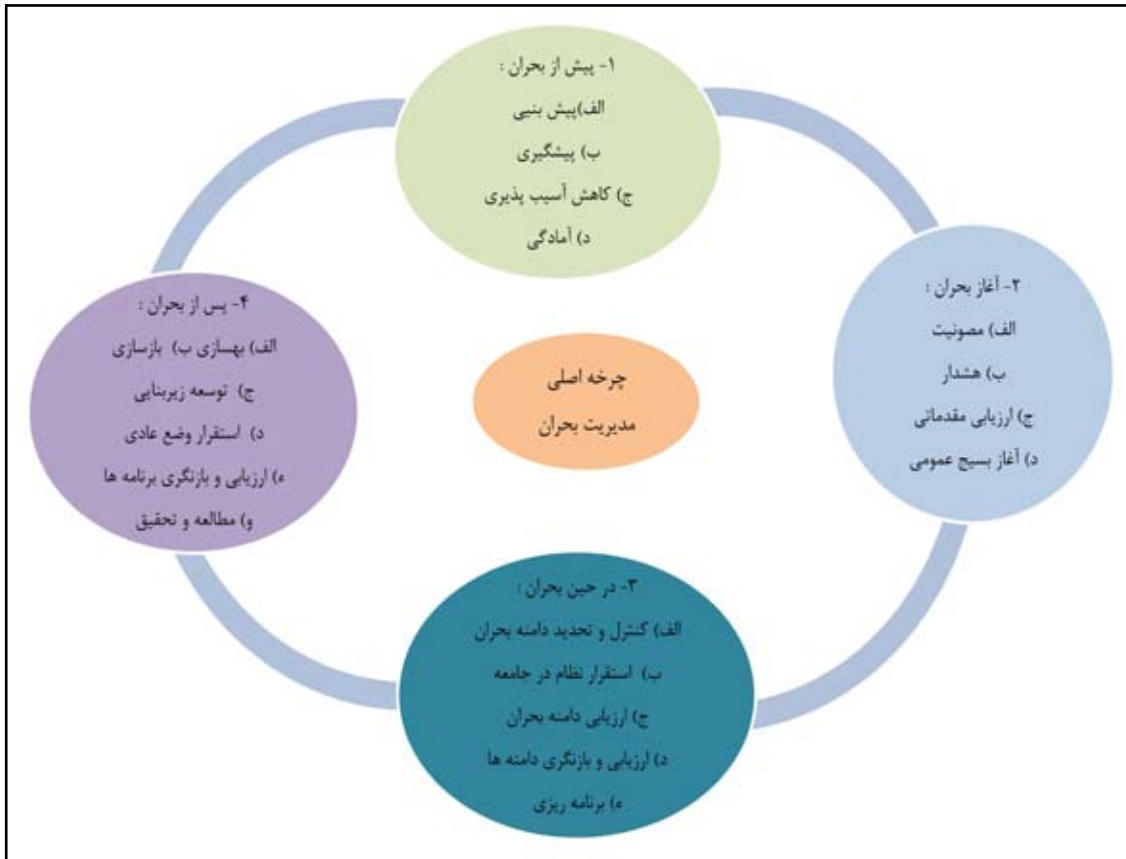 ۱- پیش از بحران :
الف)پیش بنیی
ب) پیشگیری
ج) کاهش آسیب پذیری
د) آمادگی
۲- آغاز بحران :
الف) مصونیت
ب) هشدار
ج) ارزیابی مقدماتی
د) آغاز بسیج عمومی
۳- در حین بحران :
الف) کنترل و تحدید دامنه بحران
ب) استقرار نظام در جامعه
ج) ارزیابی دامنه بحران
د) ارزیابی و بازنگری دامنه ها
ه) برنامه ریزی
۴- پس از بحران :
الف) بهسازی ب) بازسازی
ج) توسعه زیربنایی
د) استقرار وضع عادی
ه) ارزیابی و بازنگری برنامه ها
و) مطالعه و تحقیق
چرخه اصلی
مدیریت بحران